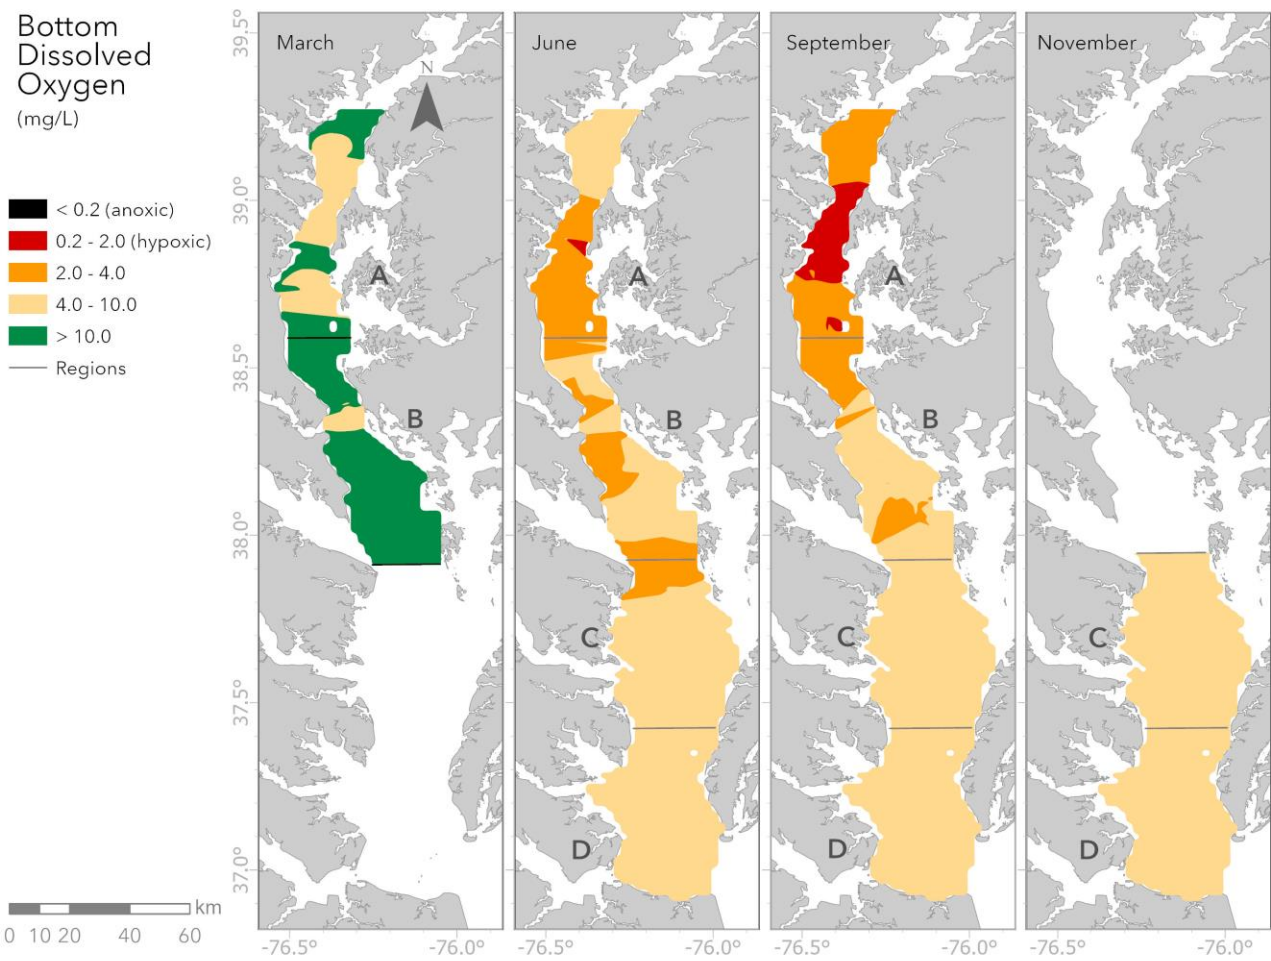 Bottom
Dissolved
Oxygen
(mg/L)
< 0.2 (anoxic)
0.2 - 2.0 (hypoxic)
2.0 - 4.0
4.0 - 10.0
> 10.0
Regions
km
0 10 20 40 60
39.5°
39.0°
38.5°
38.0°
37.5°
37.0°
March
N
A
B
-76.5° -76.0°
June
A
B
C
D
-76.5° -76.0°
September
A
B
C
D
-76.5° -76.0°
November
C
D
-76.5° -76.0°